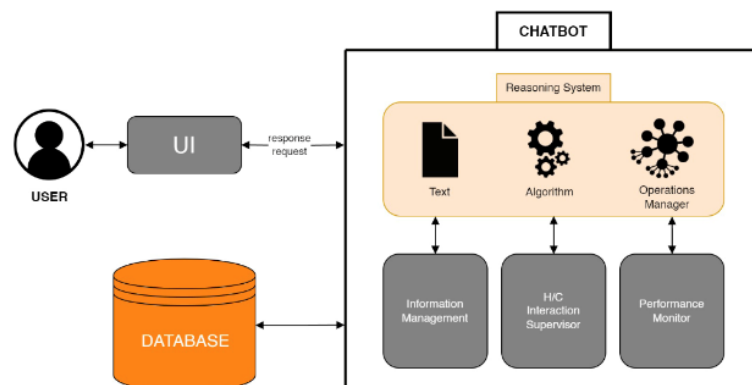 CHATBOT
Reasoning System
UI
response
request
USER
Text
Algorithm
Operations
Manager
DATABASE
Information
Management
H/C
Interaction
Supervisor
Performance
Monitor